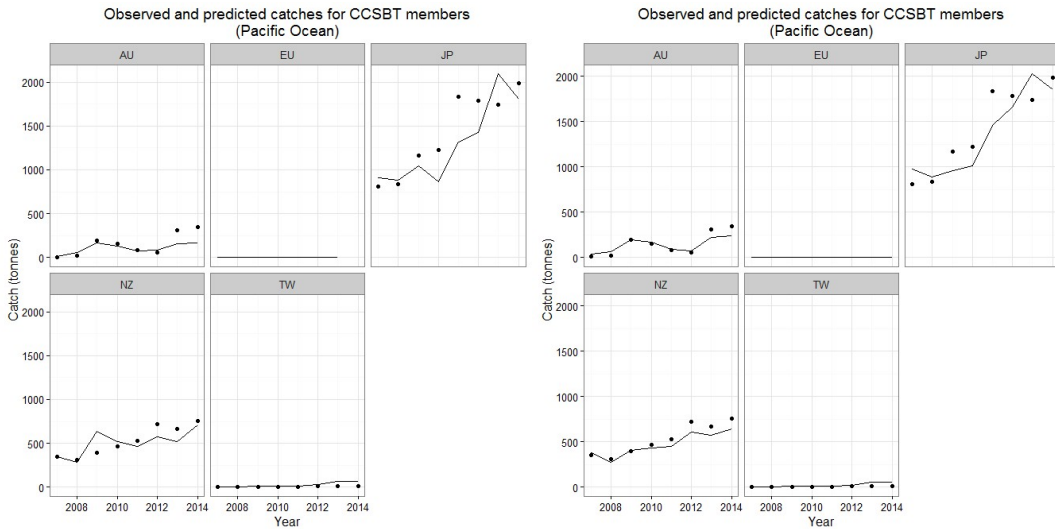 Observed and predicted catches for CCSBT members
(Pacific Ocean)
AU
EU
JP
2000
1500
1000
500
0
NZ
TW
2000
1500
1000
500
0
2008
2010
2012
2014
2008
2010
2012
2014
Year
Catch (tonnes)
Observed and predicted catches for CCSBT members
(Pacific Ocean)
AU
EU
JP
2000
1500
1000
500
0
NZ
TW
2000
1500
1000
500
0
2008
2010
2012
2014
2008
2010
2012
2014
Year
Catch (tonnes)